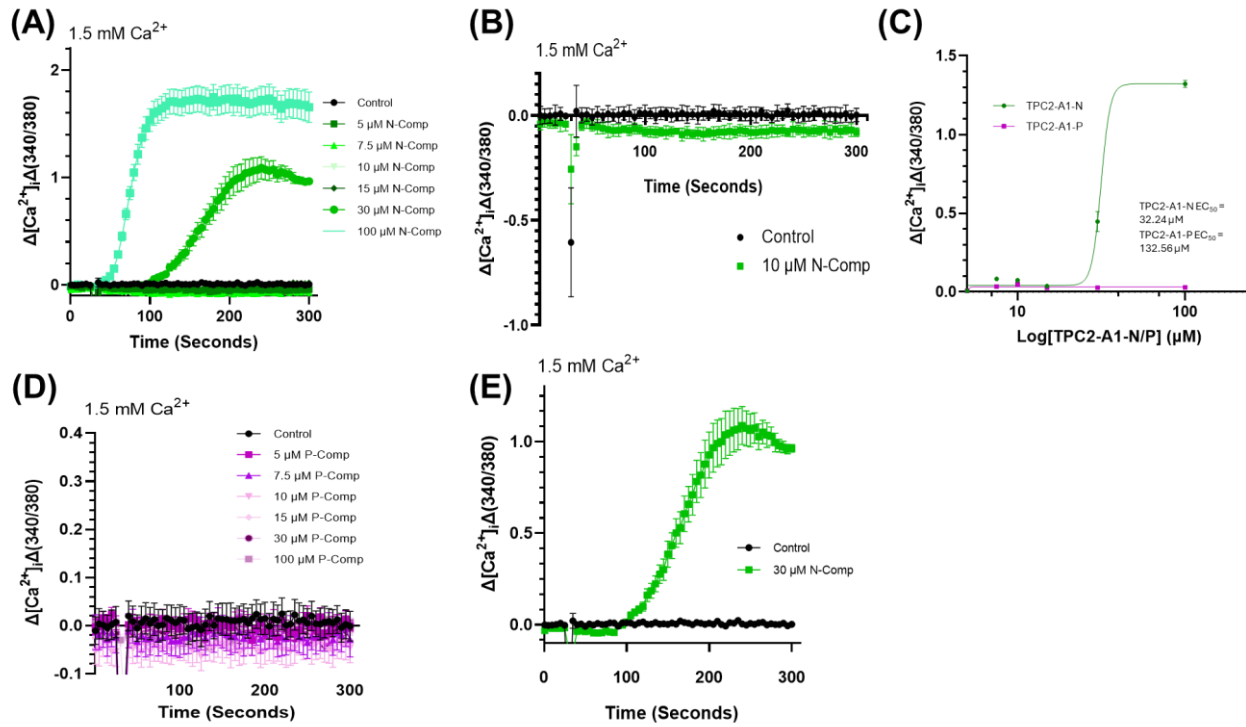 (A)
1.5 mM Ca²⁺
Δ[Ca²⁺]ᵢΔ(340/380)
2
1
0
0
100
200
300
Time (Seconds)
Control
5 µM N-Comp
7.5 µM N-Comp
10 µM N-Comp
15 µM N-Comp
30 µM N-Comp
100 µM N-Comp
(B)
1.5 mM Ca²⁺
Δ[Ca²⁺]ᵢΔ(340/380)
0.0
-0.5
-1.0
100
200
300
Time (Seconds)
Control
10 µM N-Comp
(C)
Δ[Ca²⁺]ᵢΔ(340/380)
1.5
1.0
0.5
0.0
10
100
Log[TPC2-A1-N/P] (µM)
TPC2-A1-N
TPC2-A1-P
TPC2-A1-N EC₅₀ =
32.24 µM
TPC2-A1-P EC₅₀ =
132.56 µM
(D)
1.5 mM Ca²⁺
Δ[Ca²⁺]ᵢΔ(340/380)
0.4
0.3
0.2
0.1
0.0
-0.1
100
200
300
Time (Seconds)
Control
5 µM P-Comp
7.5 µM P-Comp
10 µM P-Comp
15 µM P-Comp
30 µM P-Comp
100 µM P-Comp
(E)
1.5 mM Ca²⁺
Δ[Ca²⁺]ᵢΔ(340/380)
1.0
0.5
0.0
0
100
200
300
Time (Seconds)
Control
30 µM N-Comp